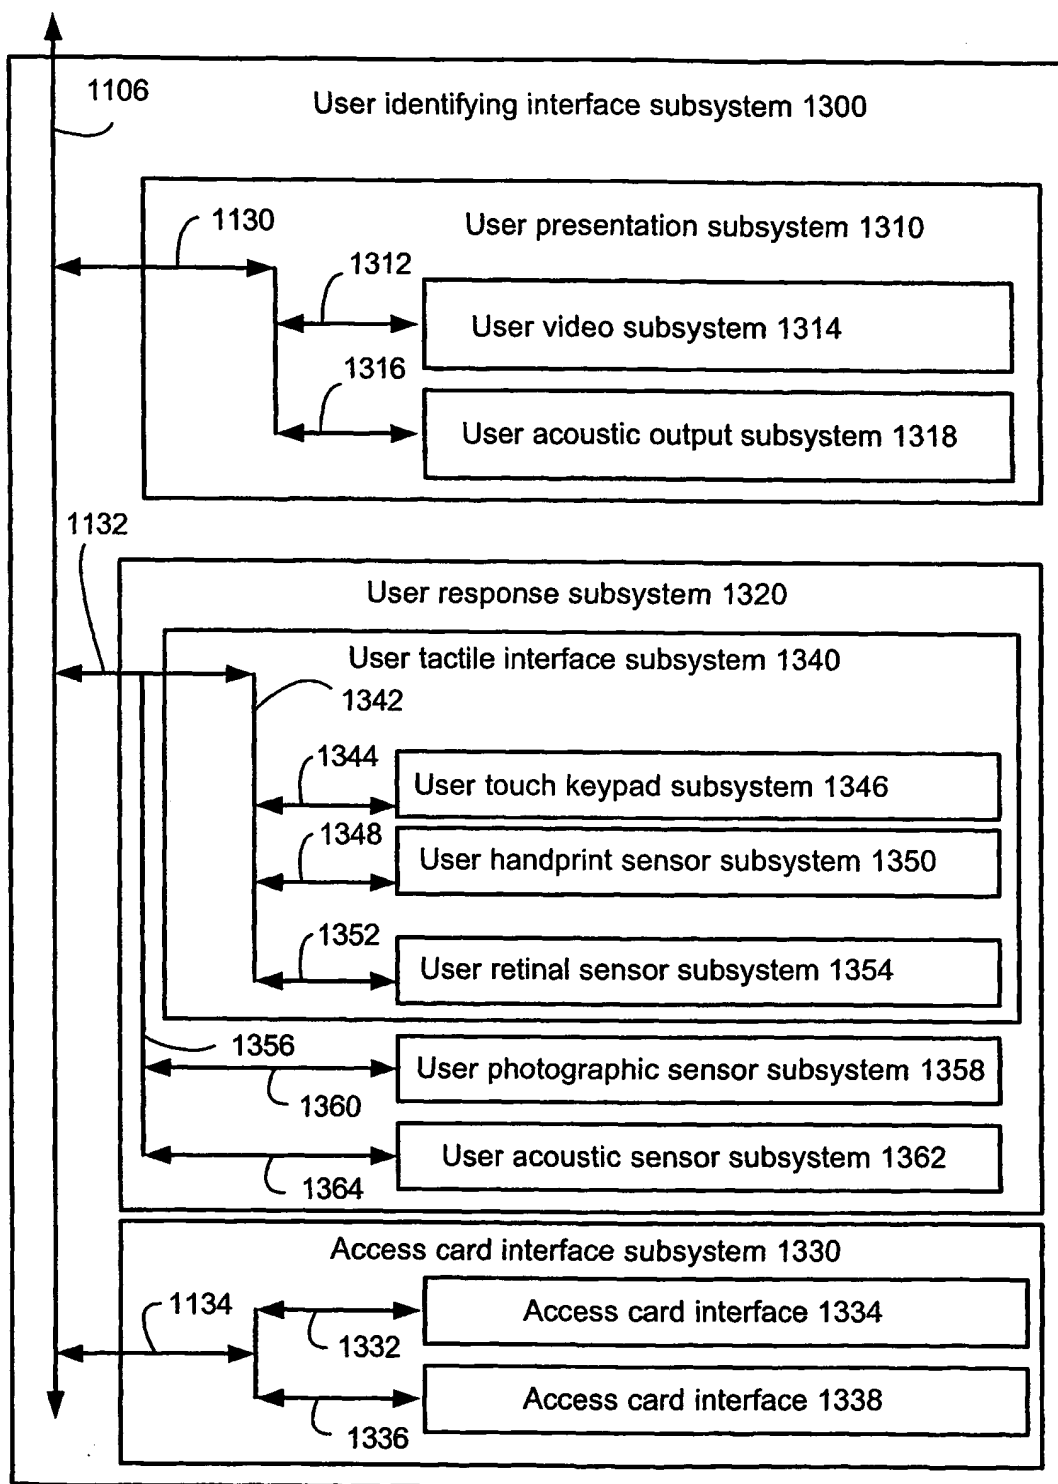 1106
User identifying interface subsystem 1300
1130
User presentation subsystem 1310
1312
User video subsystem 1314
1316
User acoustic output subsystem 1318
1132
User response subsystem 1320
User tactile interface subsystem 1340
1342
1344
User touch keypad subsystem 1346
1348
User handprint sensor subsystem 1350
1352
User retinal sensor subsystem 1354
1356
User photographic sensor subsystem 1358
1360
User acoustic sensor subsystem 1362
1364
Access card interface subsystem 1330
1134
Access card interface 1334
1332
Access card interface 1338
1336